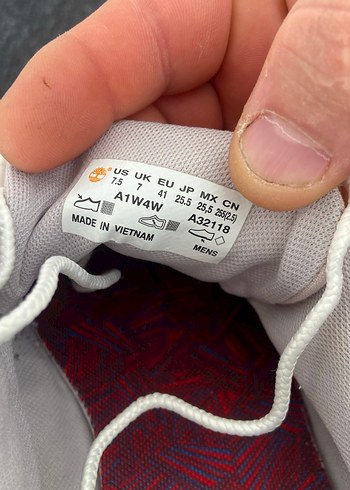 US UK EU JP MX CN
7.5 7 41 25.5 25,5 255(2.5)
A1W4W A32118
MADE IN VIETNAM MENS